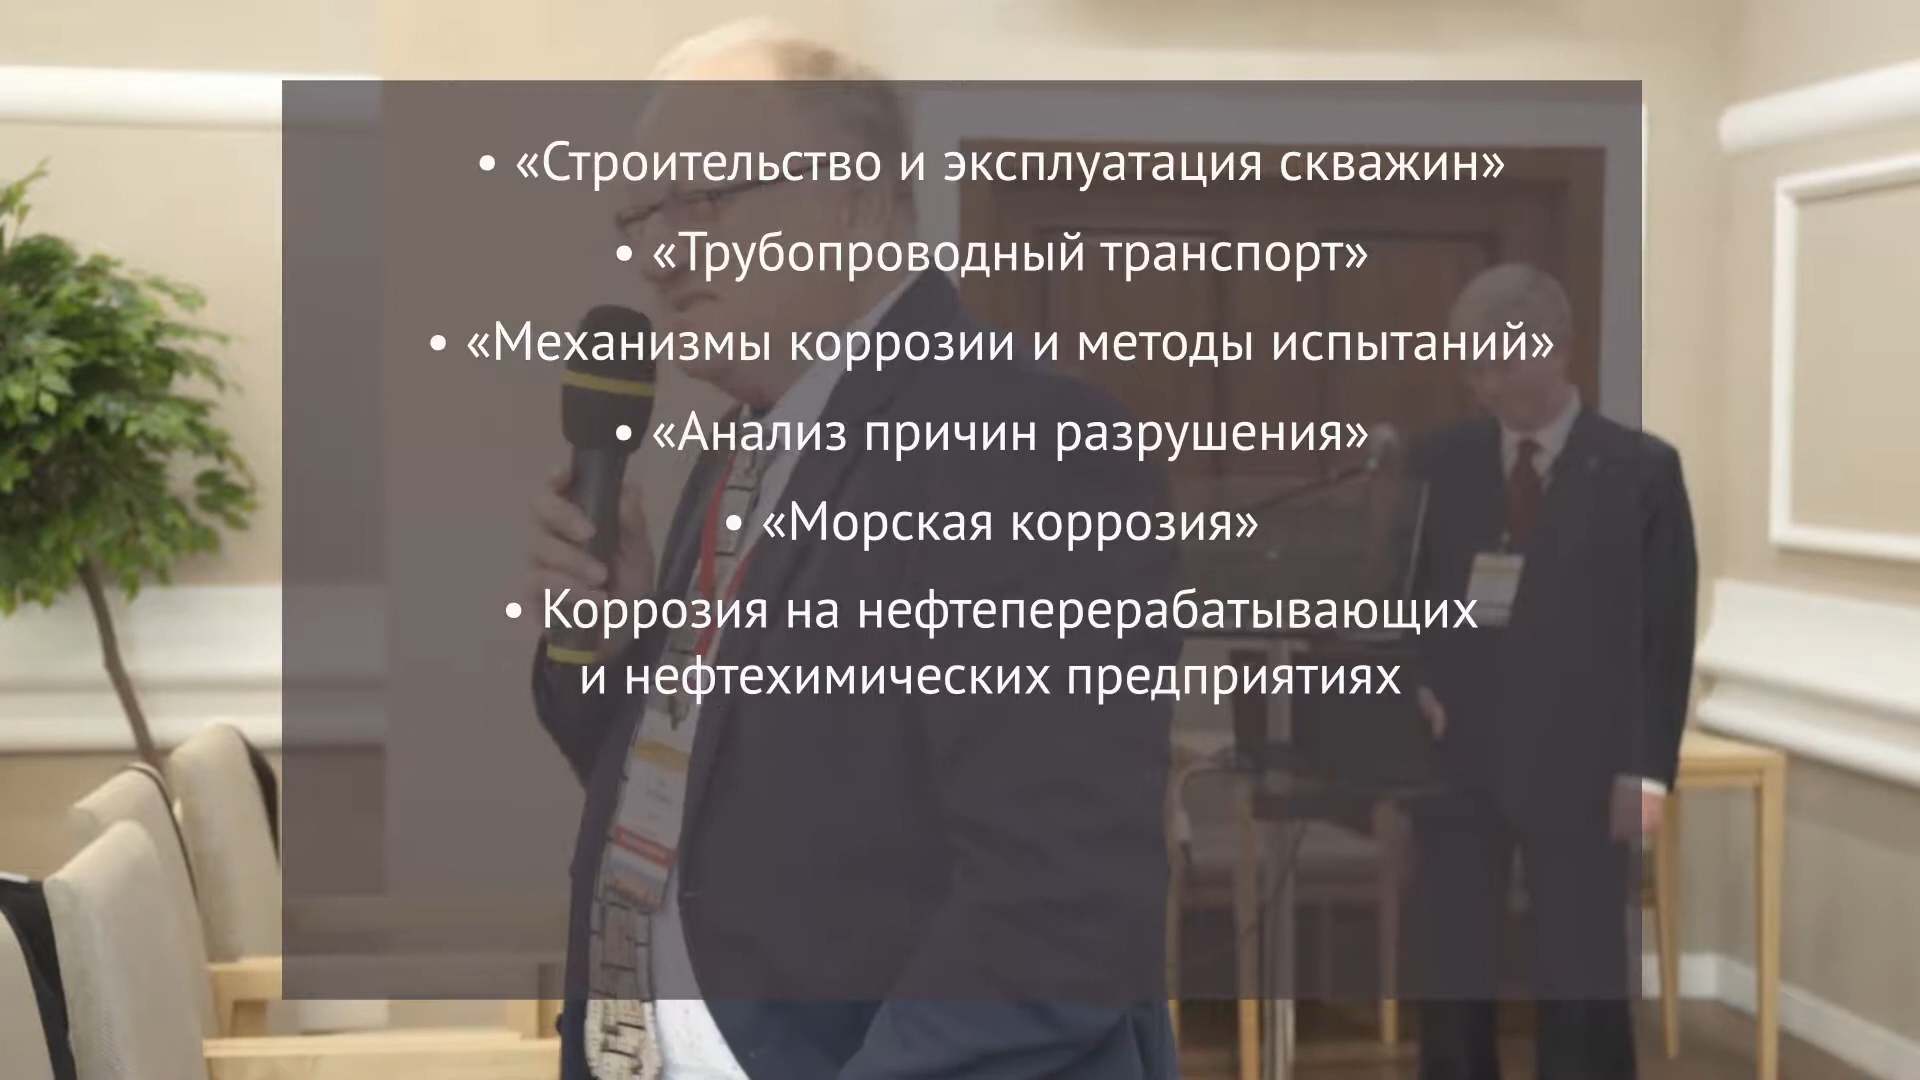 • «Строительство и эксплуатация скважин»
• «Трубопроводный транспорт»
• «Механизмы коррозии и методы испытаний»
• «Анализ причин разрушения»
• «Морская коррозия»
• Коррозия на нефтеперерабатывающих
и нефтехимических предприятиях